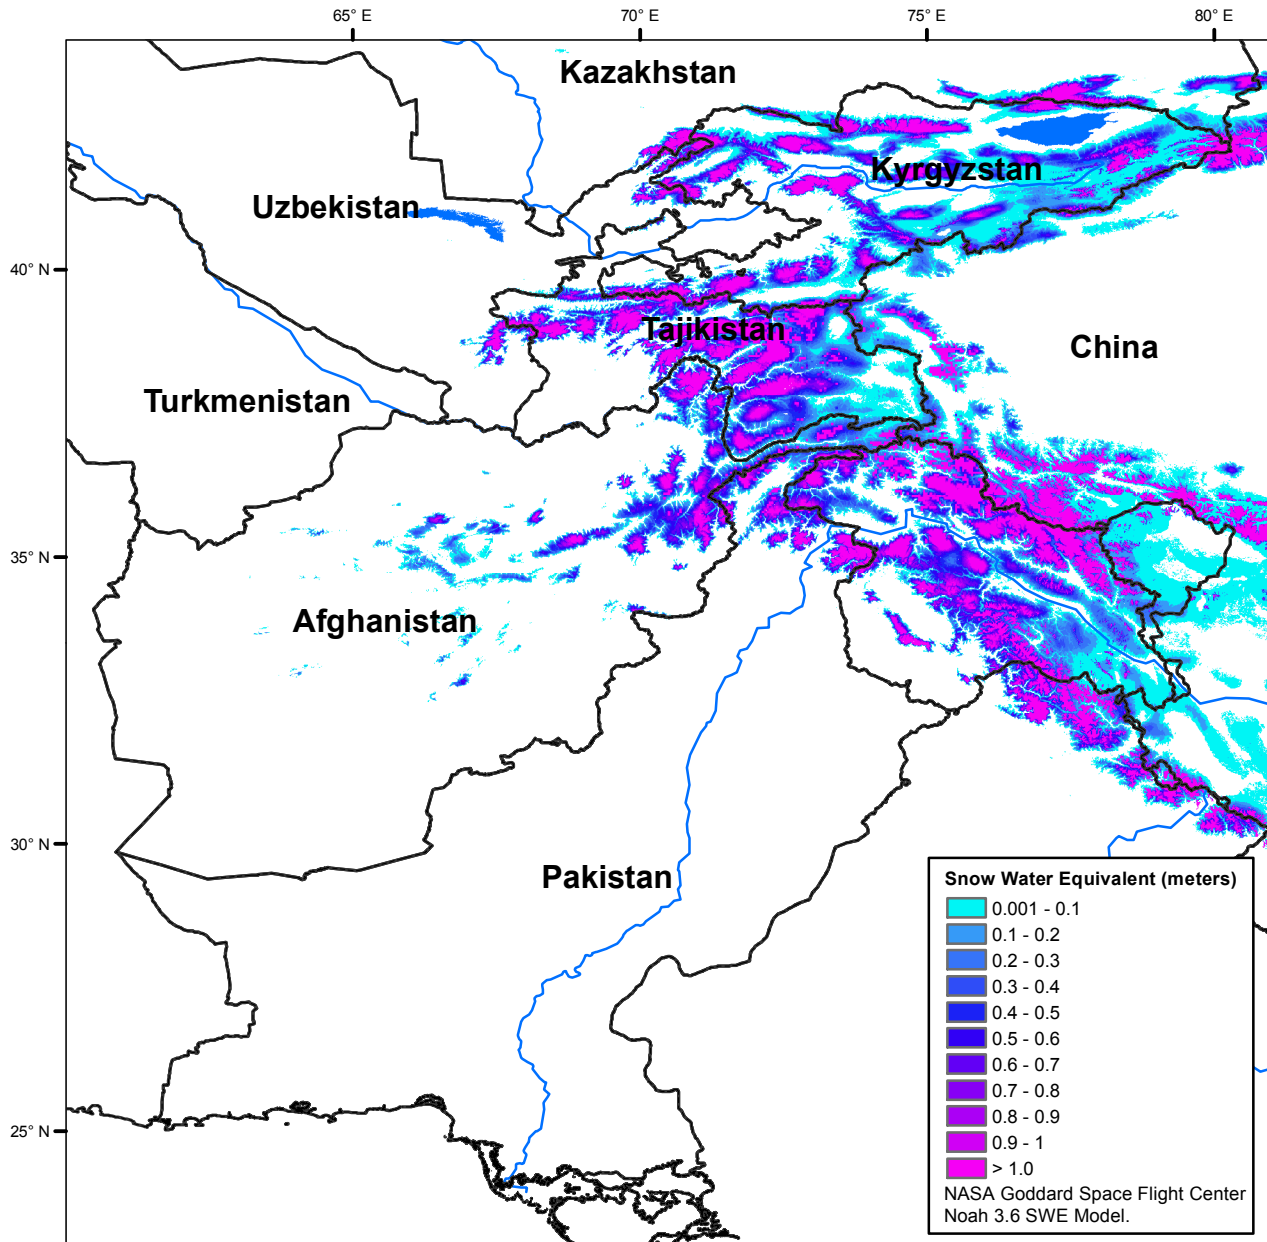 65° E
70° E
75° E
80° E
Kazakhstan
Kyrgyzstan
Uzbekistan
40° N
Tajikistan
China
Turkmenistan
35° N
Afghanistan
30° N
Pakistan
Snow Water Equivalent (meters)
0.001 - 0.1
0.1 - 0.2
0.2 - 0.3
0.3 - 0.4
0.4 - 0.5
0.5 - 0.6
0.6 - 0.7
0.7 - 0.8
0.8 - 0.9
0.9 - 1
> 1.0
NASA Goddard Space Flight Center
Noah 3.6 SWE Model.
25° N